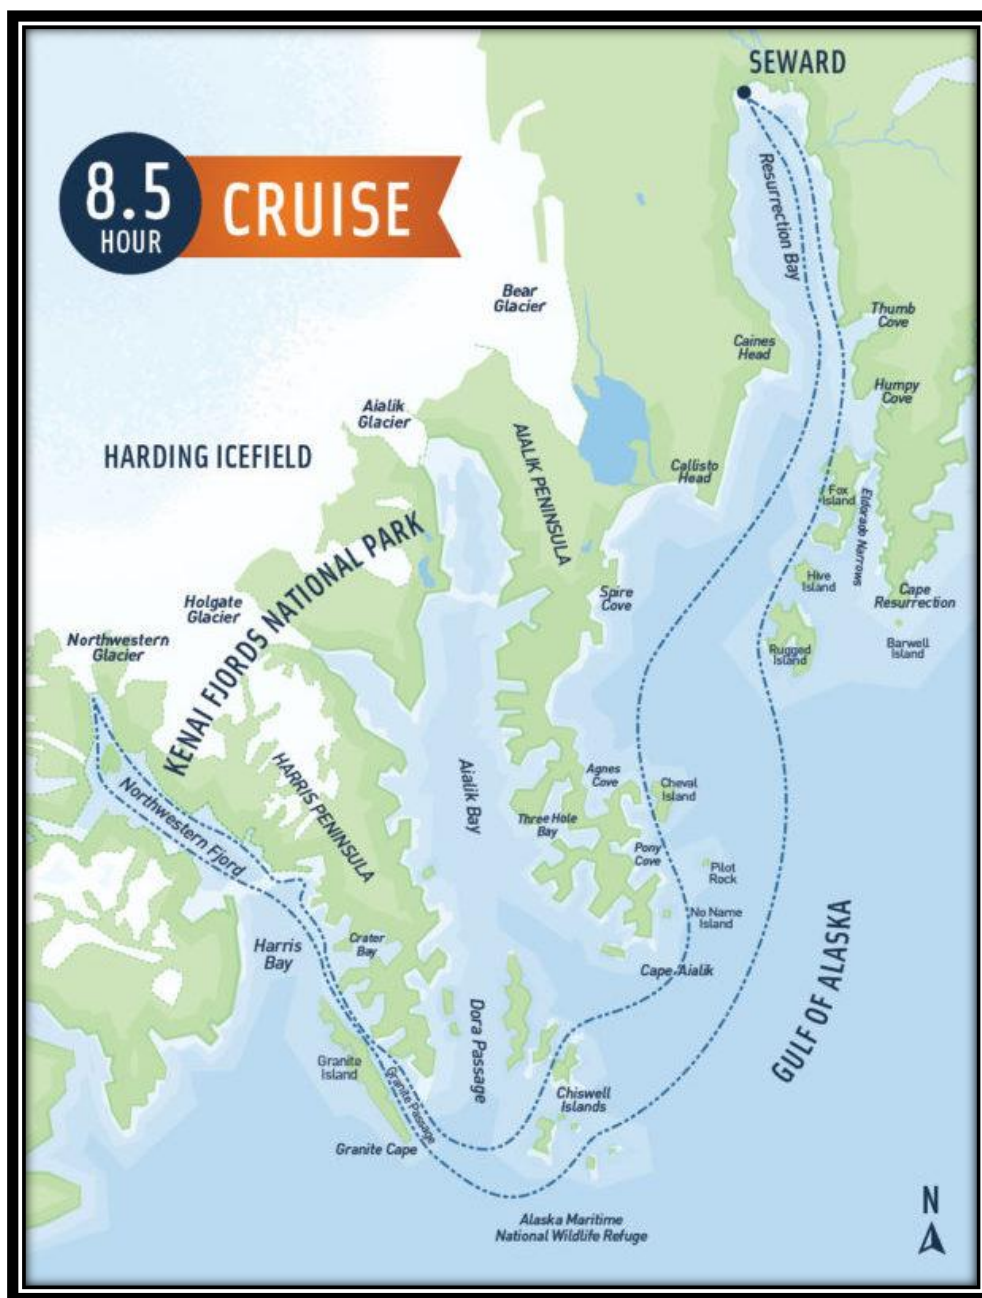 SEWARD
8.5
HOUR
CRUISE
Resurrection Bay
Bear
Glacier
Thumb
Cove
Caines
Head
Humpy
Cove
Aialik
Glacier
AIALIK PENINSULA
HARDING ICEFIELD
Callisto
Head
Fox
Island
Eldorado Narrows
KENAI FJORDS NATIONAL PARK
Hive
Island
Spire
Cove
Cape
Resurrection
Holgate
Glacier
Northwestern
Glacier
Rugged
Island
Barwell
Island
HARRIS PENINSULA
Aialik Bay
Agnes
Cove
Cheval
Island
Northwestern Fjord
Three Hole
Bay
Pony
Cove
Pilot
Rock
No Name
Island
Harris
Bay
Crater
Bay
Cape Aialik
GULF OF ALASKA
Dora Passage
Granite
Island
Granite Passage
Chiswell
Islands
Granite Cape
N
Alaska Maritime
National Wildlife Refuge